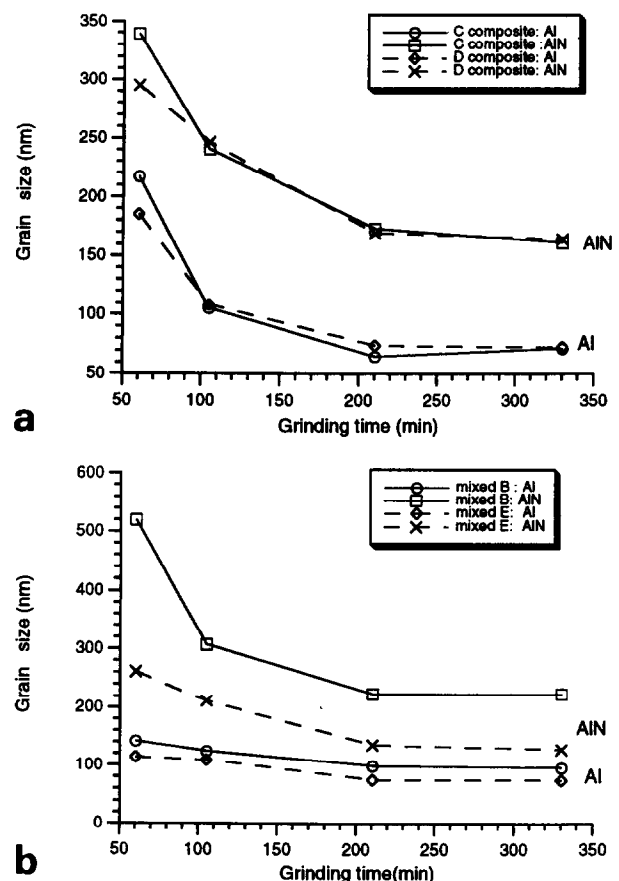 350
300
250
200
150
100
50
Grain size (nm)
C composite: Al
C composite :AlN
D composite: Al
D composite: AlN
AlN
Al
50 100 150 200 250 300 350
Grinding time (min)
a
600
500
400
300
200
100
0
Grain size (nm)
mixed B : Al
mixed B: AlN
mixed E: Al
mixed E: AlN
AlN
Al
50 100 150 200 250 300 350
Grinding time(min)
b